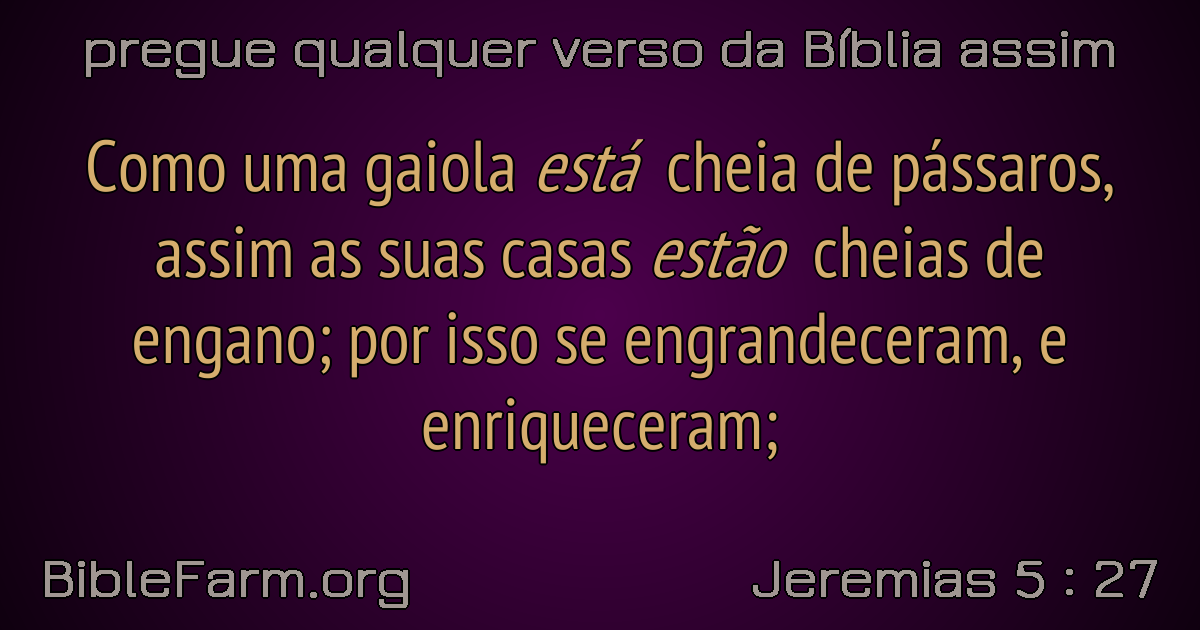 pregue qualquer verso da Bíblia assim
Como uma gaiola está cheia de pássaros,
assim as suas casas estão cheias de
engano; por isso se engrandeceram, e
enriqueceram;
BibleFarm.org
Jeremias 5 : 27